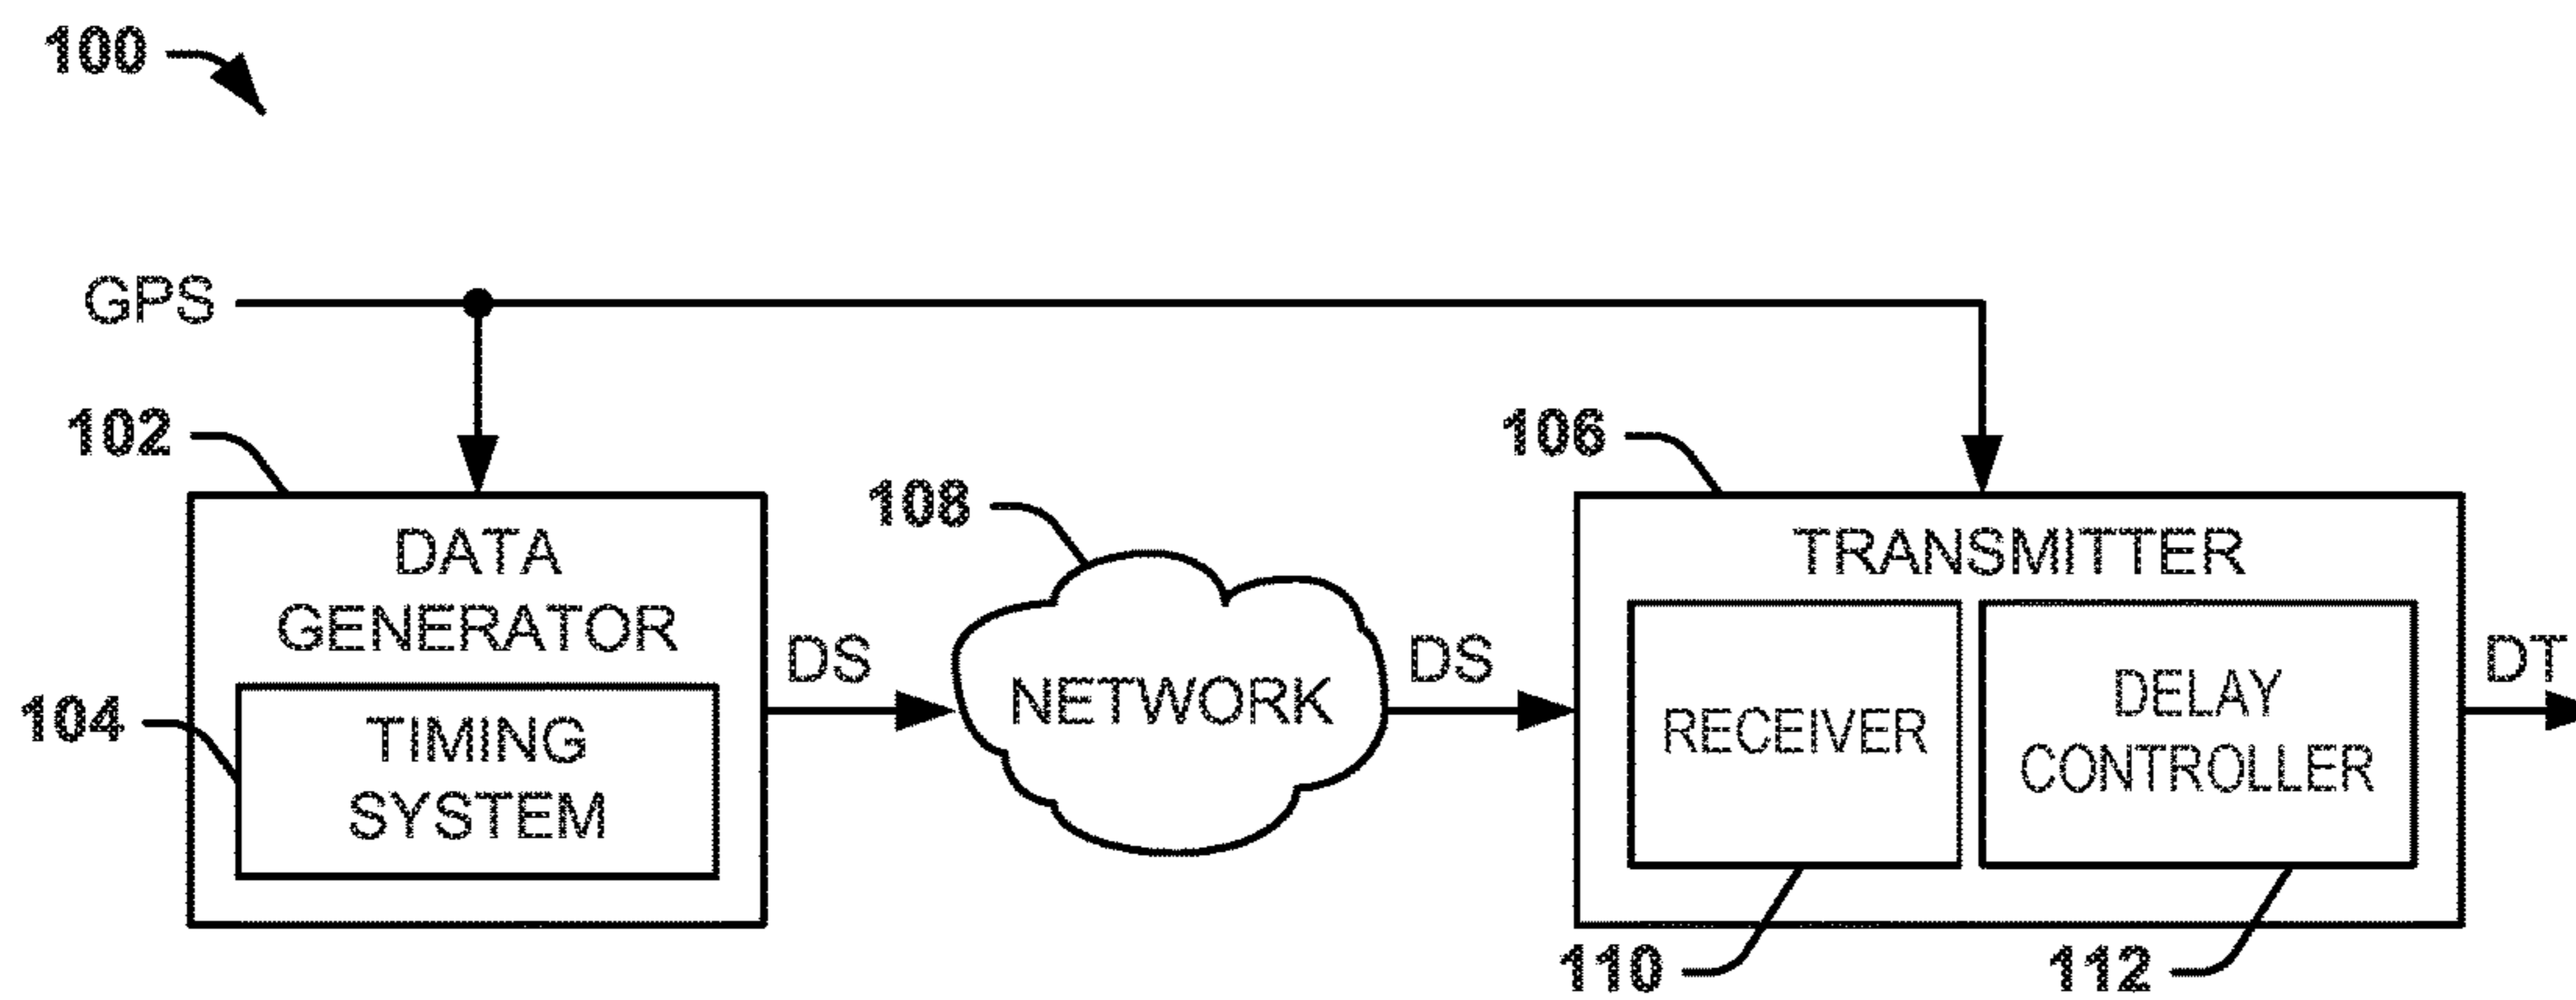 100
GPS
102
106
108
DATA
GENERATOR
TRANSMITTER
DS
NETWORK
DS
RECEIVER
DELAY
CONTROLLER
DT
104
TIMING
SYSTEM
110
112